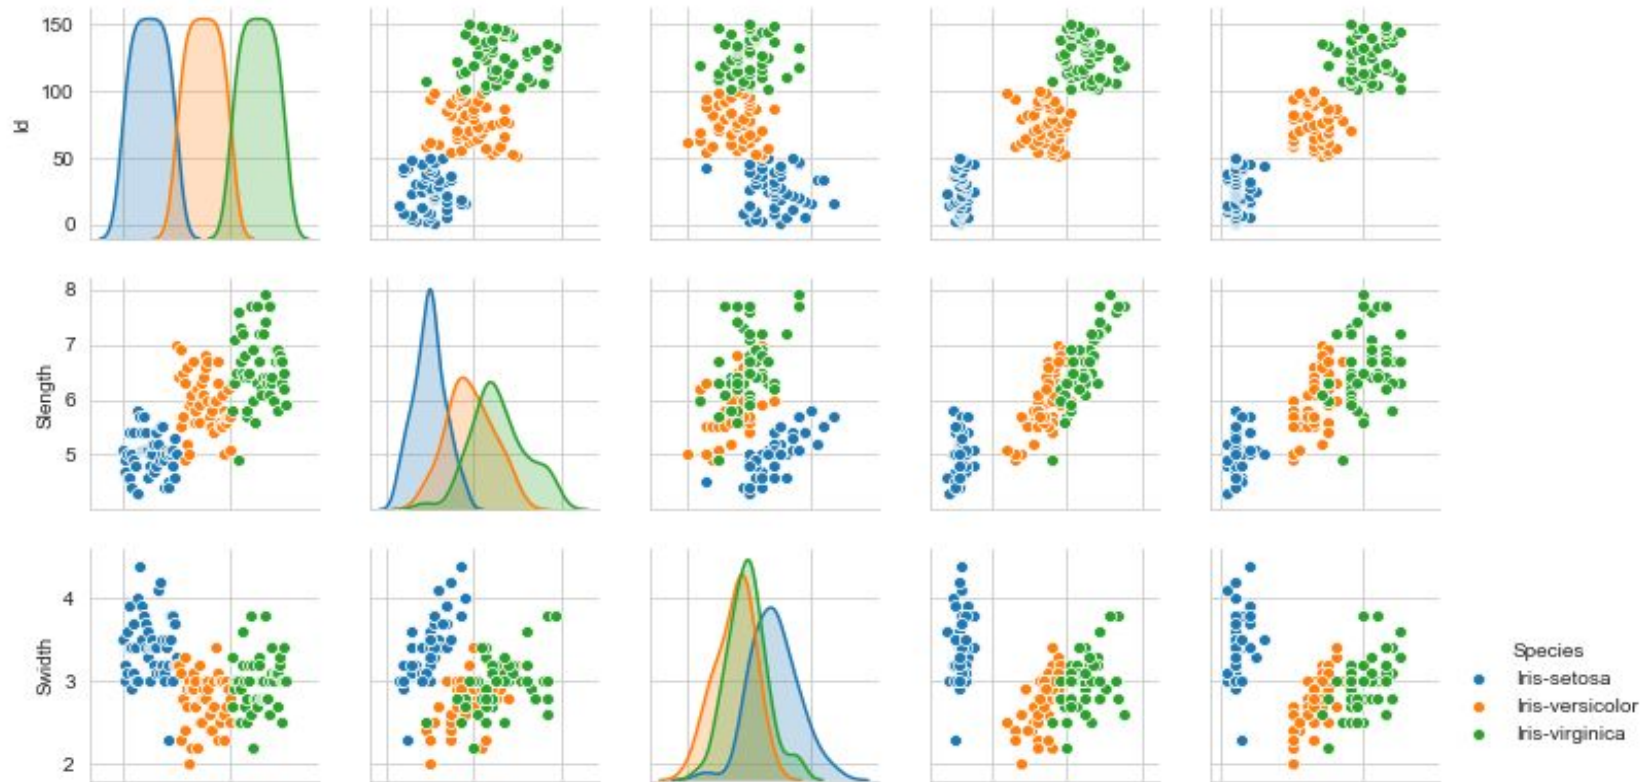 150
100
50
0
Id
8
7
6
5
Slength
4
3
2
Swidth
Species
Iris-setosa
Iris-versicolor
Iris-virginica